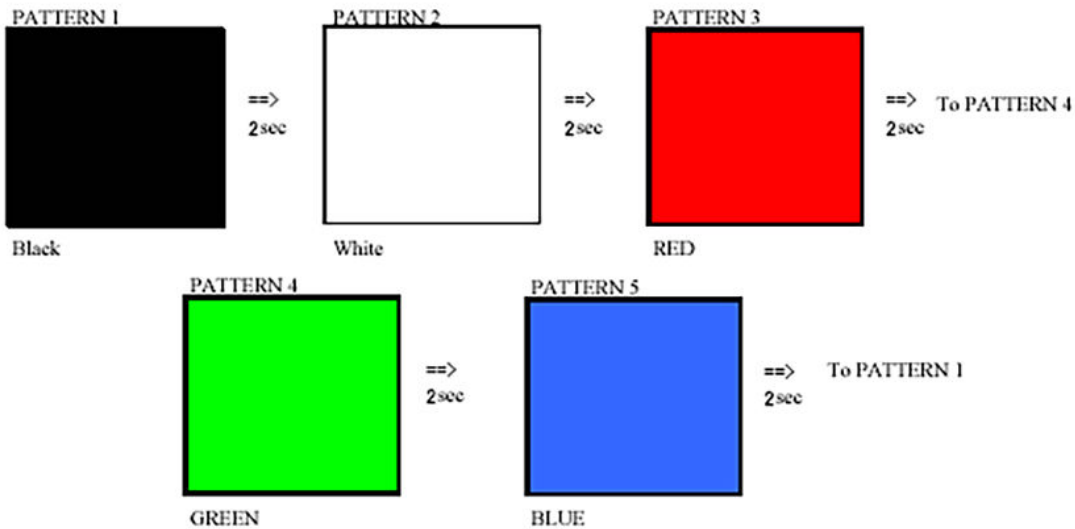 PATTERN 1
PATTERN 2
PATTERN 3
==>
2sec
==>
2sec
==>
2sec
To PATTERN 4
Black
White
RED
PATTERN 4
PATTERN 5
==>
2sec
==>
2sec
To PATTERN 1
GREEN
BLUE